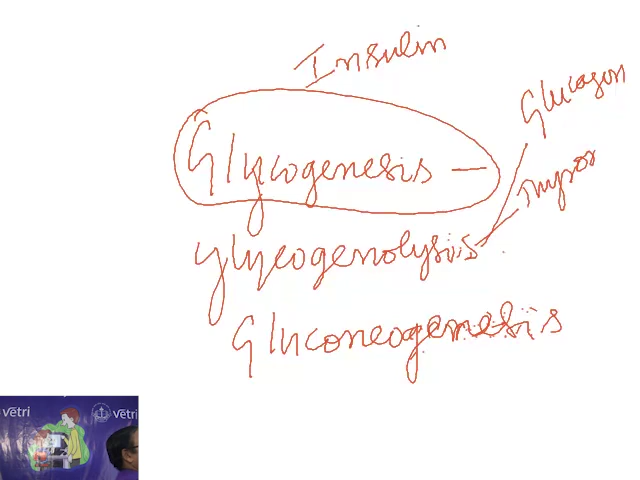 Insulin
Glucagon
Glycogenesis —
Thyrox
Glycogenolysis
Gluconeogenesis
vetri
vetri